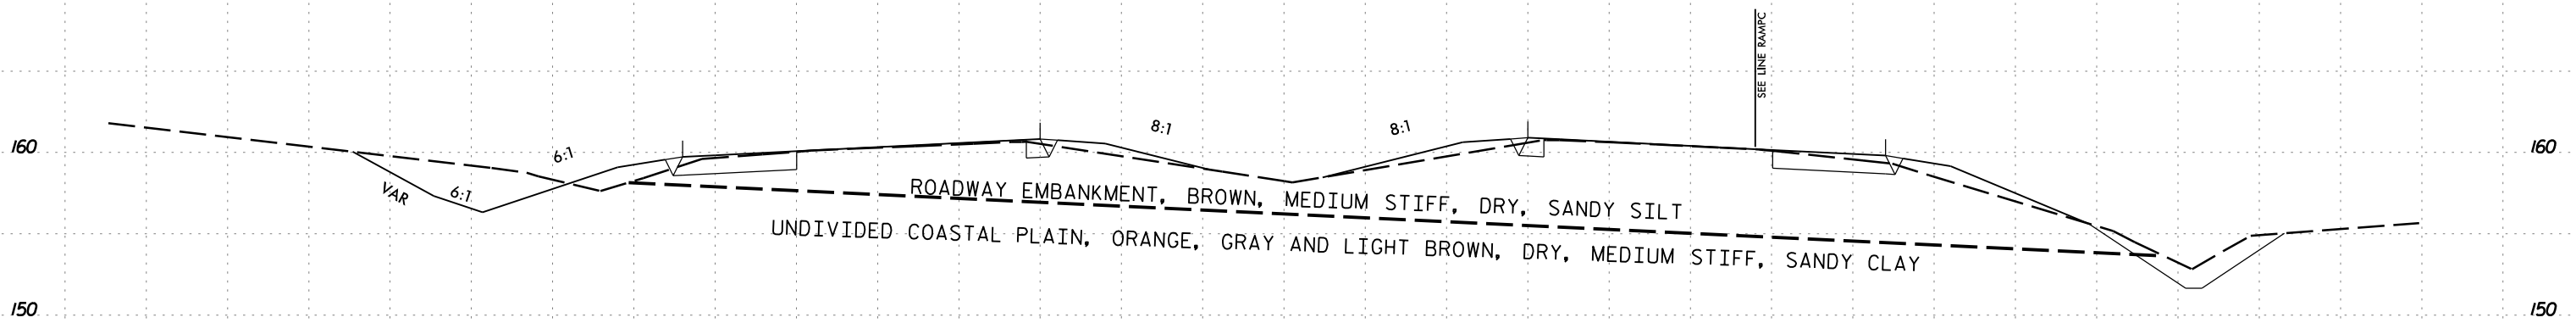 SEE LINE RAMPC
8:1
8:1
160
6:1
160
VAR
6:1
ROADWAY EMBANKMENT, BROWN, MEDIUM STIFF, DRY, SANDY SILT
UNDIVIDED COASTAL PLAIN, ORANGE, GRAY AND LIGHT BROWN, DRY, MEDIUM STIFF, SANDY CLAY
150
150